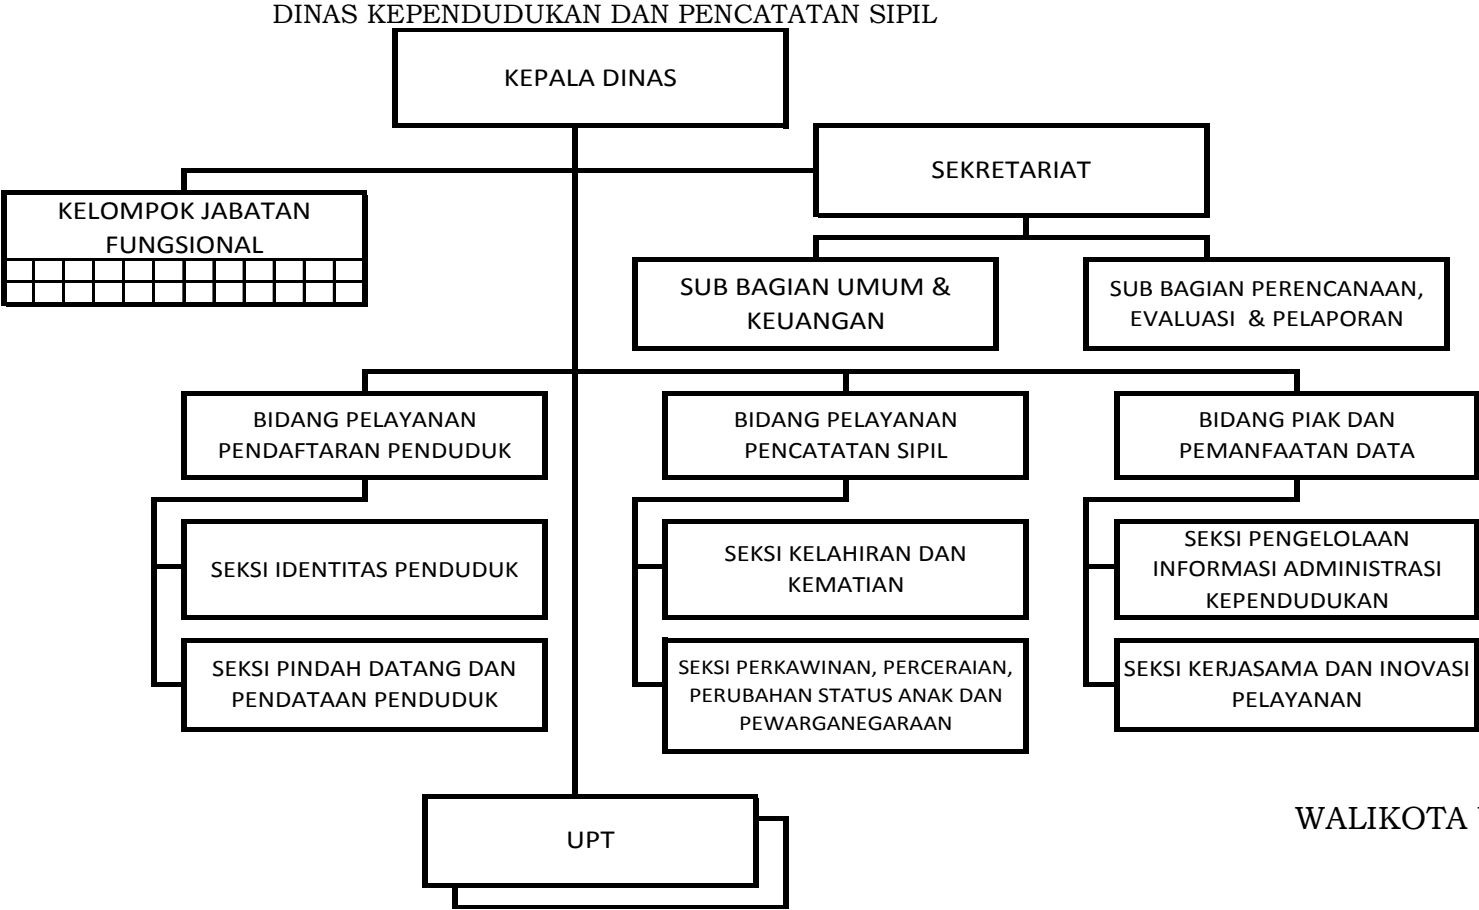 DINAS KEPENDUDUKAN DAN PENCATATAN SIPIL
KEPALA DINAS
SEKRETARIAT
KELOMPOK JABATAN
FUNGSIONAL
SUB BAGIAN UMUM &
KEUANGAN
SUB BAGIAN PERENCANAAN,
EVALUASI & PELAPORAN
BIDANG PELAYANAN
PENDAFTARAN PENDUDUK
BIDANG PELAYANAN
PENCATATAN SIPIL
BIDANG PIAK DAN
PEMANFAATAN DATA
SEKSI IDENTITAS PENDUDUK
SEKSI KELAHIRAN DAN
KEMATIAN
SEKSI PENGELOLAAN
INFORMASI ADMINISTRASI
KEPENDUDUKAN
SEKSI PINDAH DATANG DAN
PENDATAAN PENDUDUK
SEKSI PERKAWINAN, PERCERAIAN,
PERUBAHAN STATUS ANAK DAN
PEWARGANEGARAAN
SEKSI KERJASAMA DAN INOVASI
PELAYANAN
UPT
WALIKOTA